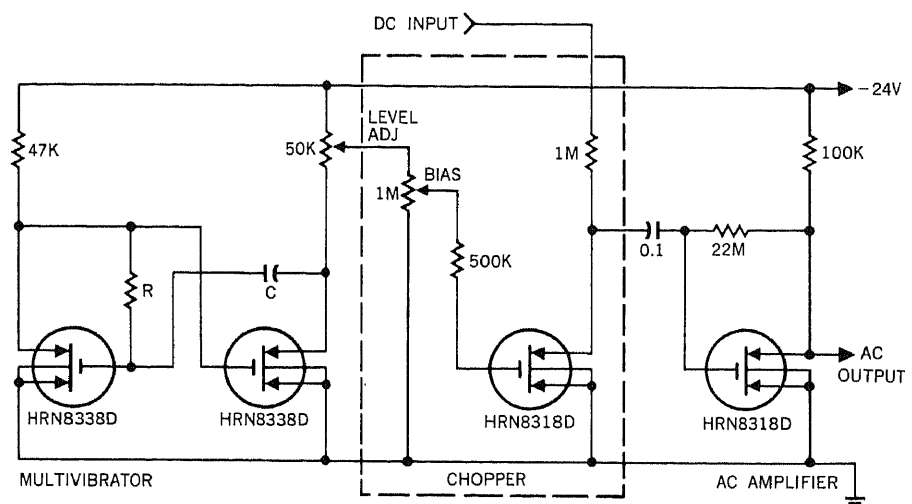 DC INPUT
-24V
LEVEL
ADJ
47K
50K
1M
100K
BIAS
1M
0.1
22M
500K
R
C
AC
OUTPUT
HRN8338D
HRN8338D
HRN8318D
HRN8318D
MULTIVIBRATOR
CHOPPER
AC AMPLIFIER